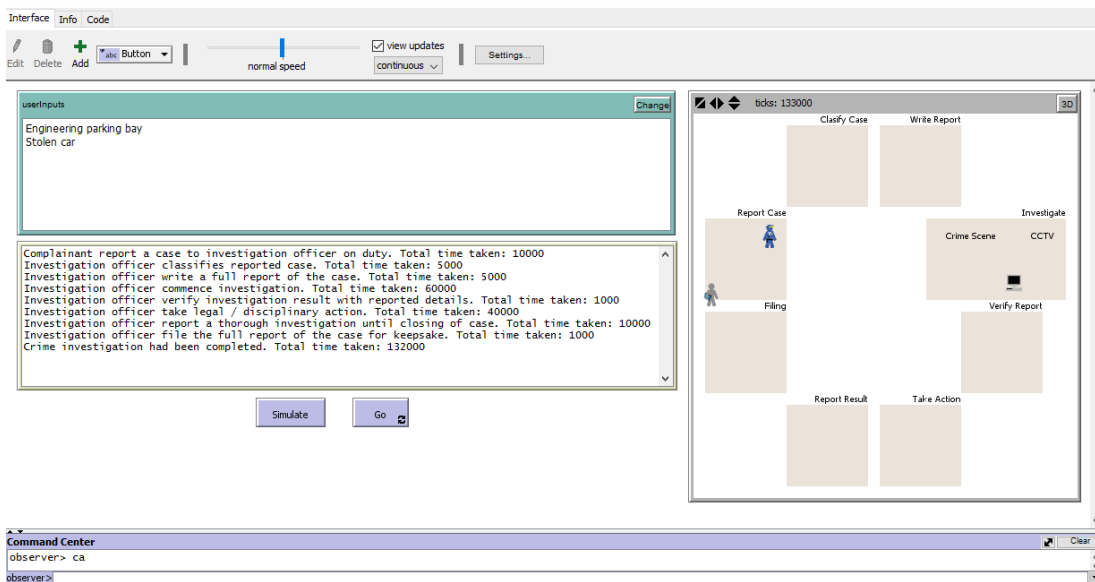 Interface Info Code
Edit Delete Add abc Button normal speed view updates continuous Settings...
userInputs Change
Engineering parking bay
Stolen car
Complainant report a case to investigation officer on duty. Total time taken: 10000
Investigation officer classifies reported case. Total time taken: 5000
Investigation officer write a full report of the case. Total time taken: 5000
Investigation officer commence investigation. Total time taken: 60000
Investigation officer verify investigation result with reported details. Total time taken: 1000
Investigation officer take legal / disciplinary action. Total time taken: 40000
Investigation officer report a thorough investigation until closing of case. Total time taken: 10000
Investigation officer file the full report of the case for keepsake. Total time taken: 1000
Crime investigation had been completed. Total time taken: 132000
Simulate Go
ticks: 133000 3D
Clasify Case Write Report
Report Case Investigate
Crime Scene CCTV
Filing Verify Report
Report Result Take Action
Command Center Clear
observer> ca
observer>